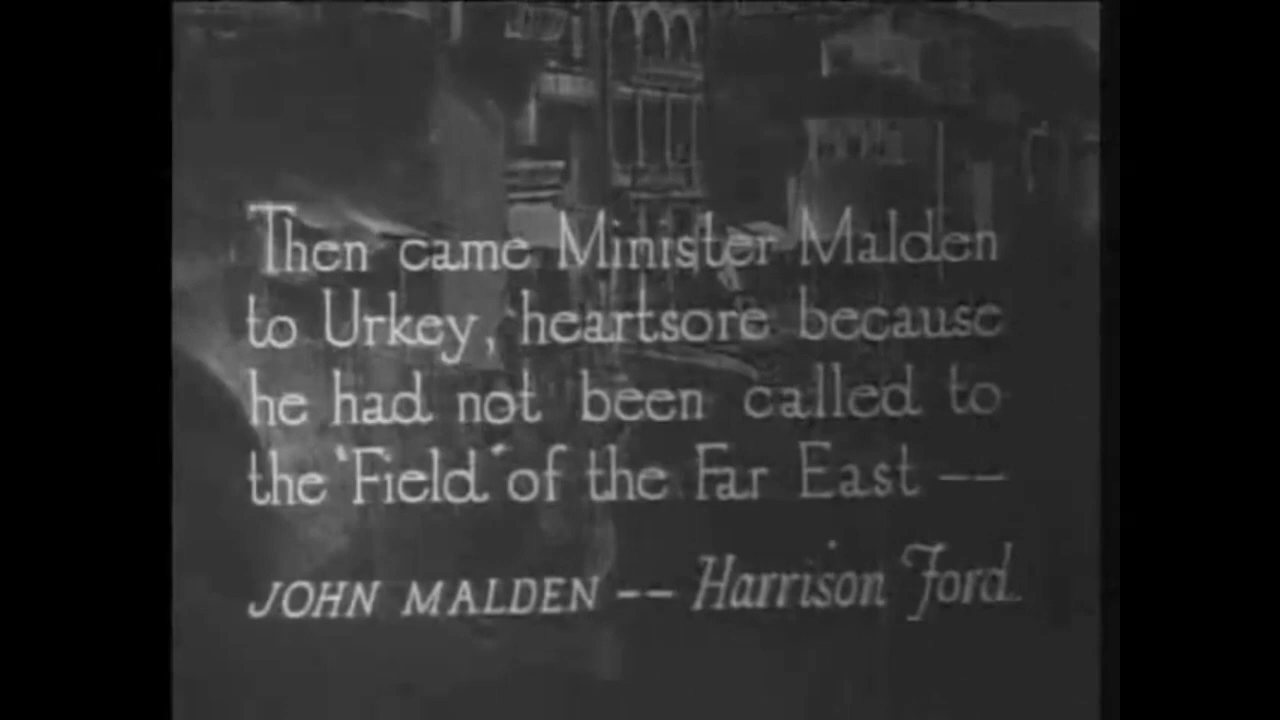 Then came Minister Malden
to Urkey, heartsore because
he had not been called to
the 'Field' of the Far East --
JOHN MALDEN -- Harrison Ford.